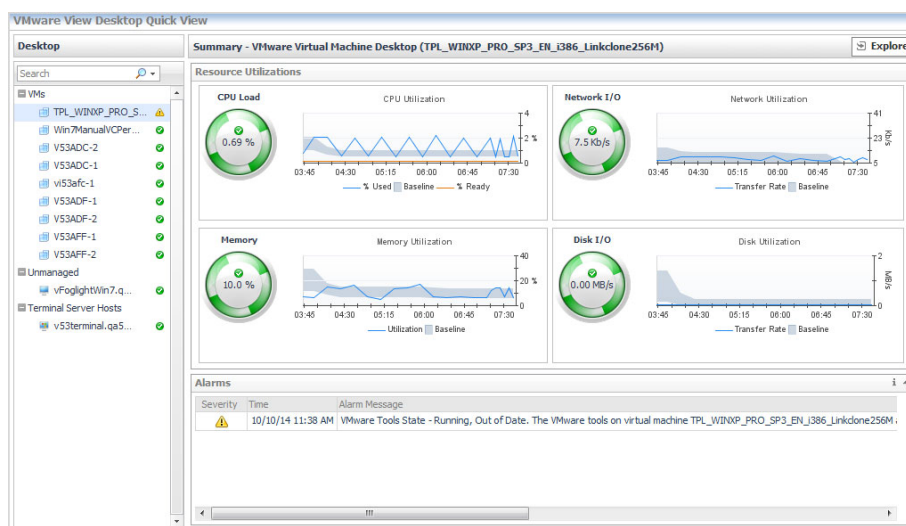 VMware View Desktop Quick View
Desktop
Search
VMs
TPL_WINXP_PRO_S...
Win7ManualVCPer...
V53ADC-2
V53ADC-1
vi53afc-1
V53ADF-1
V53ADF-2
V53AFF-1
V53AFF-2
Unmanaged
vFoglightWin7.q...
Terminal Server Hosts
v53terminal.qa5...
Summary - VMware Virtual Machine Desktop (TPL_WINXP_PRO_SP3_EN_i386_Linkclone256M)
Explore
Resource Utilizations
CPU Load
0.69 %
CPU Utilization
4
2 %
0
03:45 04:30 05:15 06:00 06:45 07:30
% Used Baseline % Ready
Network I/O
7.5 Kb/s
Network Utilization
41
23 Kb/s
5
03:45 04:30 05:15 06:00 06:45 07:30
Transfer Rate Baseline
Memory
10.0 %
Memory Utilization
40
20 %
0
03:45 04:30 05:15 06:00 06:45 07:30
Utilization Baseline
Disk I/O
0.00 MB/s
Disk Utilization
2
MB/s
0
03:45 04:30 05:15 06:00 06:45 07:30
Transfer Rate Baseline
Alarms
Severity Time Alarm Message
10/10/14 11:38 AM VMware Tools State - Running, Out of Date. The VMware tools on virtual machine TPL_WINXP_PRO_SP3_EN_i386_Linkclone256M